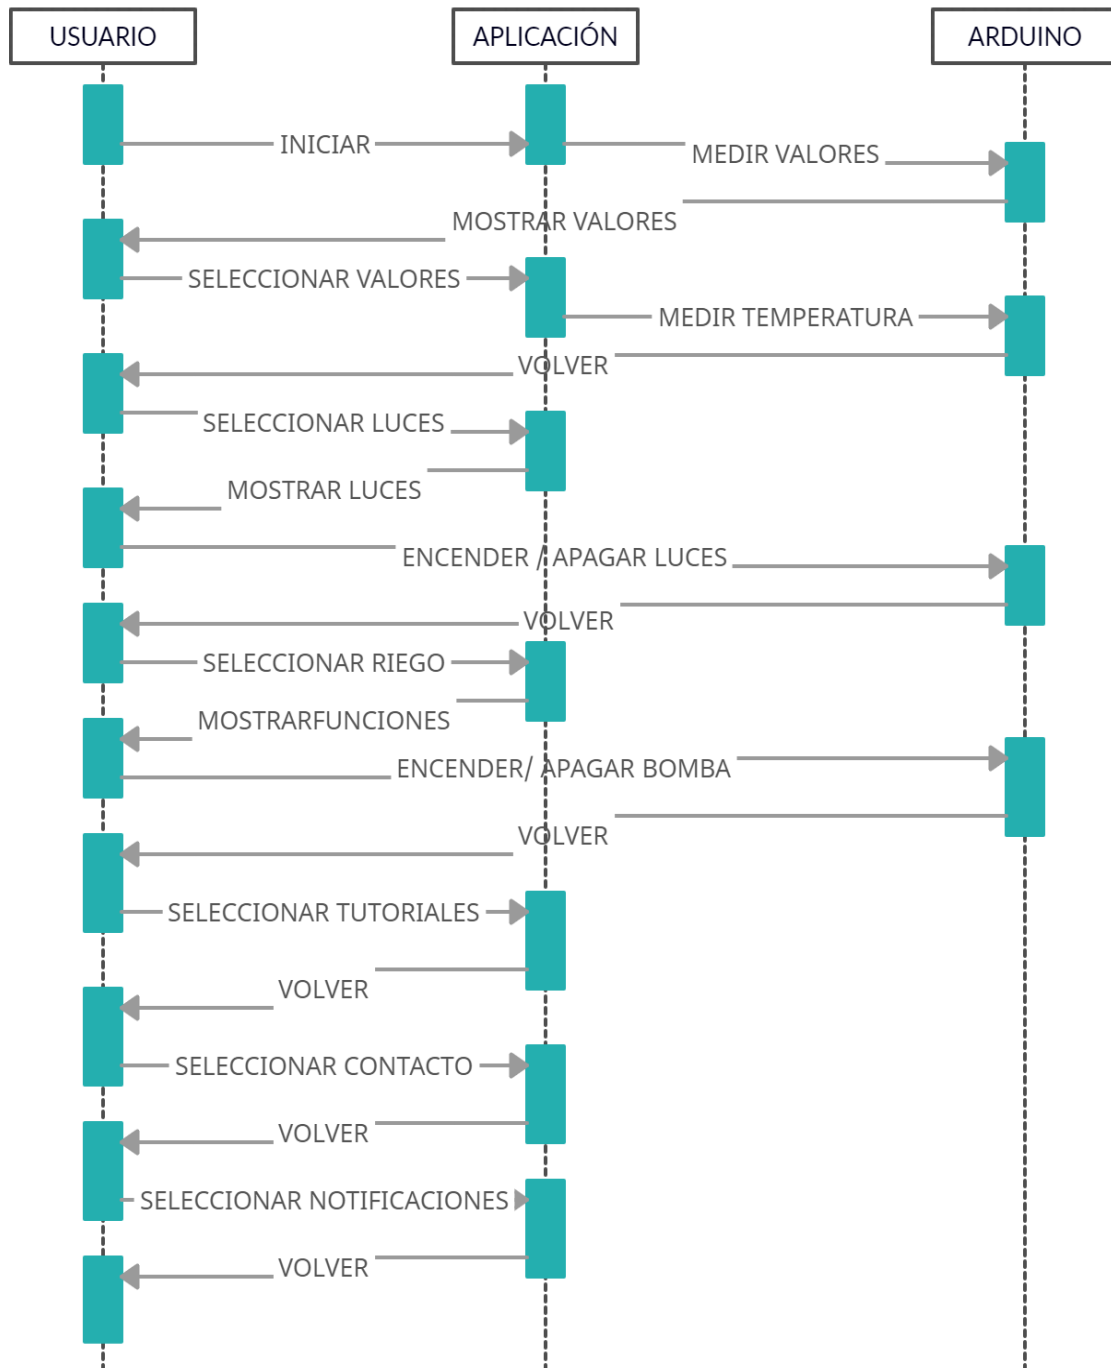 USUARIO
APLICACIÓN
ARDUINO
INICIAR
MEDIR VALORES
MOSTRAR VALORES
SELECCIONAR VALORES
MEDIR TEMPERATURA
VOLVER
SELECCIONAR LUCES
MOSTRAR LUCES
ENCENDER / APAGAR LUCES
VOLVER
SELECCIONAR RIEGO
MOSTRARFUNCIONES
ENCENDER/ APAGAR BOMBA
VOLVER
SELECCIONAR TUTORIALES
VOLVER
SELECCIONAR CONTACTO
VOLVER
SELECCIONAR NOTIFICACIONES
VOLVER